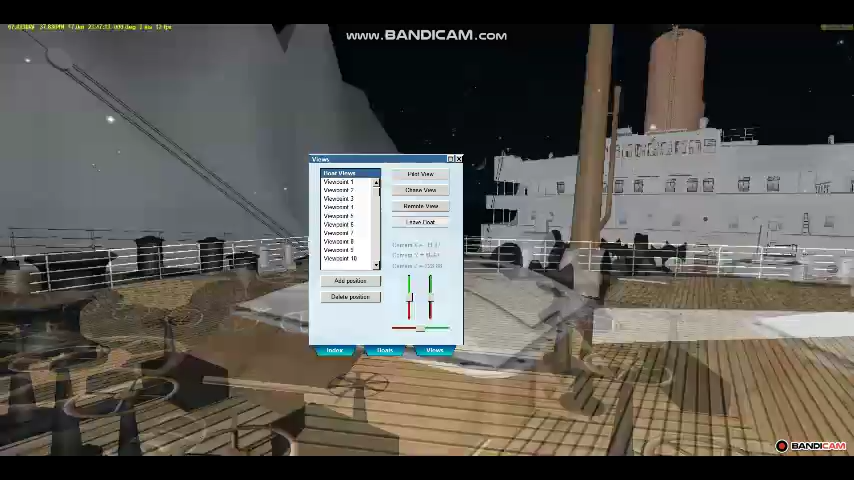 www.BANDICAM.com
Views
Boat Views
Viewpoint 1
Viewpoint 2
Viewpoint 3
Viewpoint 4
Viewpoint 5
Viewpoint 6
Viewpoint 7
Viewpoint 8
Viewpoint 9
Viewpoint 10
Pilot View
Chase View
Remote View
Leave Boat
Add position
Delete position
Index
Boats
Views
BANDICAM